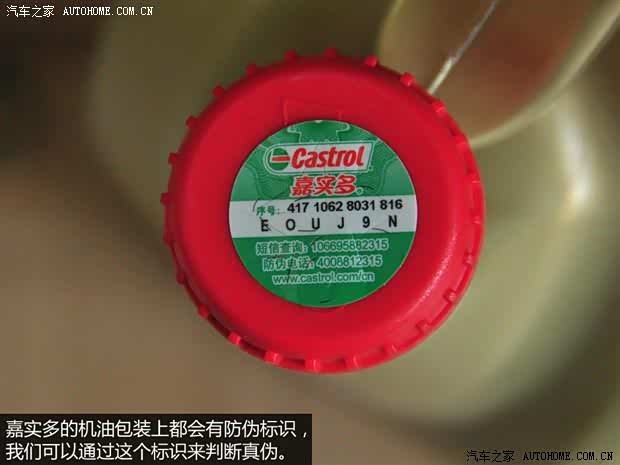 汽车之家 AUTOHOME.COM.CN
Castrol
嘉实多
序号: 417 1062 8031 816
E O U J 9 N
短信查询: 106695882315
防伪电话: 4008812315
www.castrol.com/cn
嘉实多的机油包装上都会有防伪标识，
我们可以通过这个标识来判断真伪。
汽车之家 AUTOHOME.COM.CN